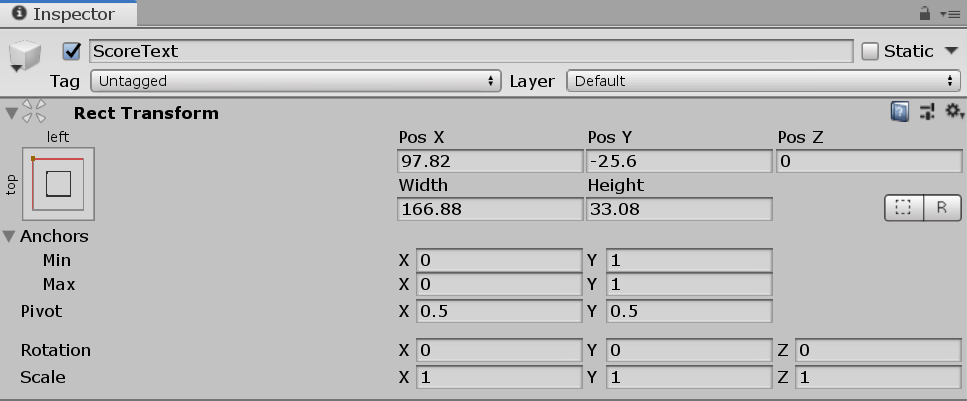 Inspector
ScoreText Static
Tag Untagged Layer Default
Rect Transform
left
top
Pos X Pos Y Pos Z
97.82 -25.6 0
Width Height
166.88 33.08 R
Anchors
Min X 0 Y 1
Max X 0 Y 1
Pivot X 0.5 Y 0.5
Rotation X 0 Y 0 Z 0
Scale X 1 Y 1 Z 1